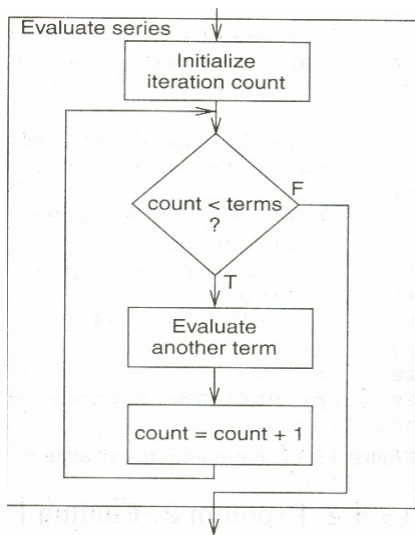 Evaluate series
Initialize
iteration count
count < terms
?
F
T
Evaluate
another term
count = count + 1